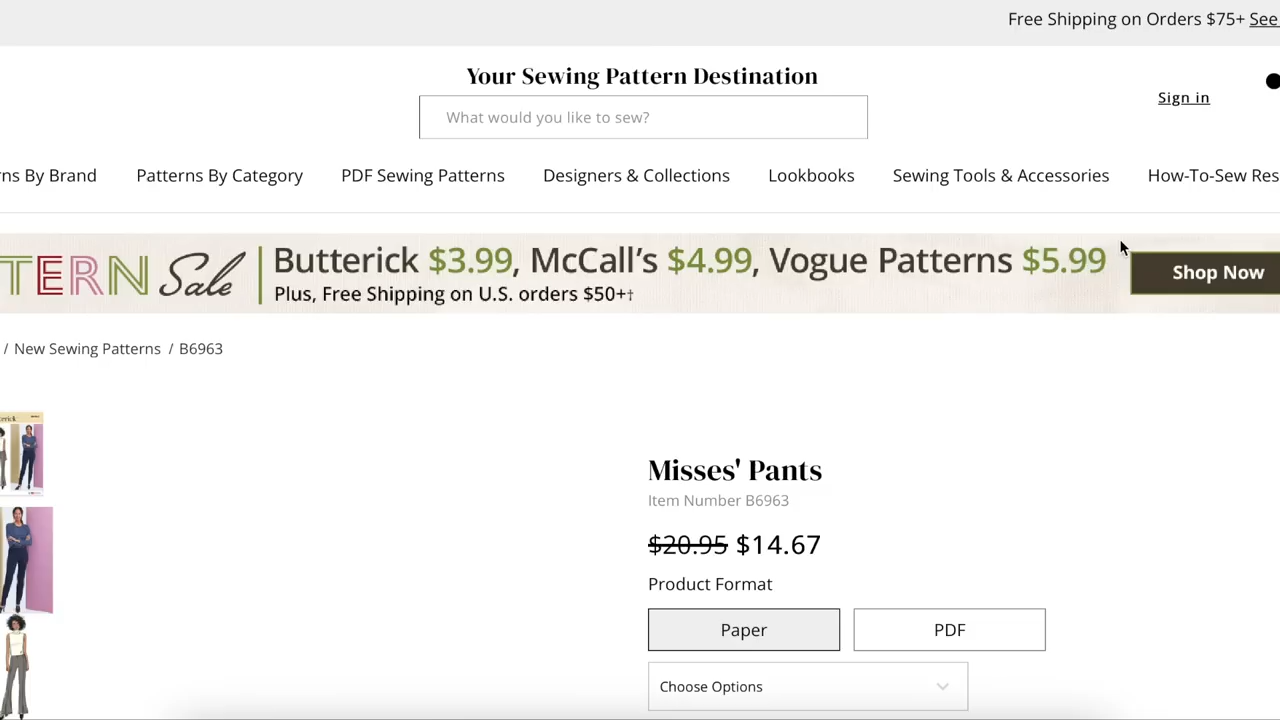 Free Shipping on Orders $75+ See
Your Sewing Pattern Destination
What would you like to sew?
Sign in
ns By Brand
Patterns By Category
PDF Sewing Patterns
Designers & Collections
Lookbooks
Sewing Tools & Accessories
How-To-Sew Res
TERN Sale
Butterick $3.99, McCall's $4.99, Vogue Patterns $5.99
Plus, Free Shipping on U.S. orders $50+†
Shop Now
/ New Sewing Patterns / B6963
Misses' Pants
Item Number B6963
$20.95 $14.67
Product Format
Paper
PDF
Choose Options